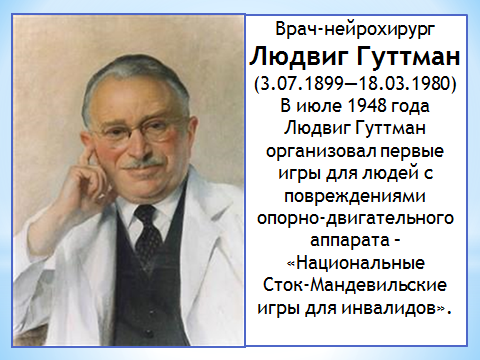 Врач-нейрохирург
Людвиг Гуттман
(3.07.1899—18.03.1980)
В июле 1948 года
Людвиг Гуттман
организовал первые
игры для людей с
повреждениями
опорно-двигательного
аппарата –
«Национальные
Сток-Мандевильские
игры для инвалидов».